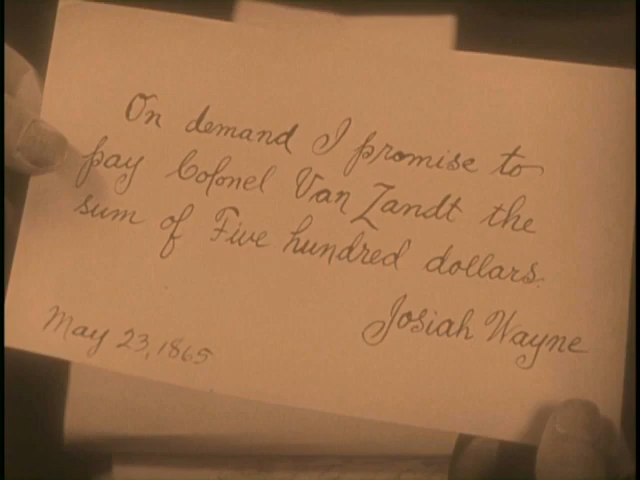 On demand I promise to
pay Colonel Van Zandt the
sum of Five hundred dollars.
Josiah Wayne
May 23, 1865